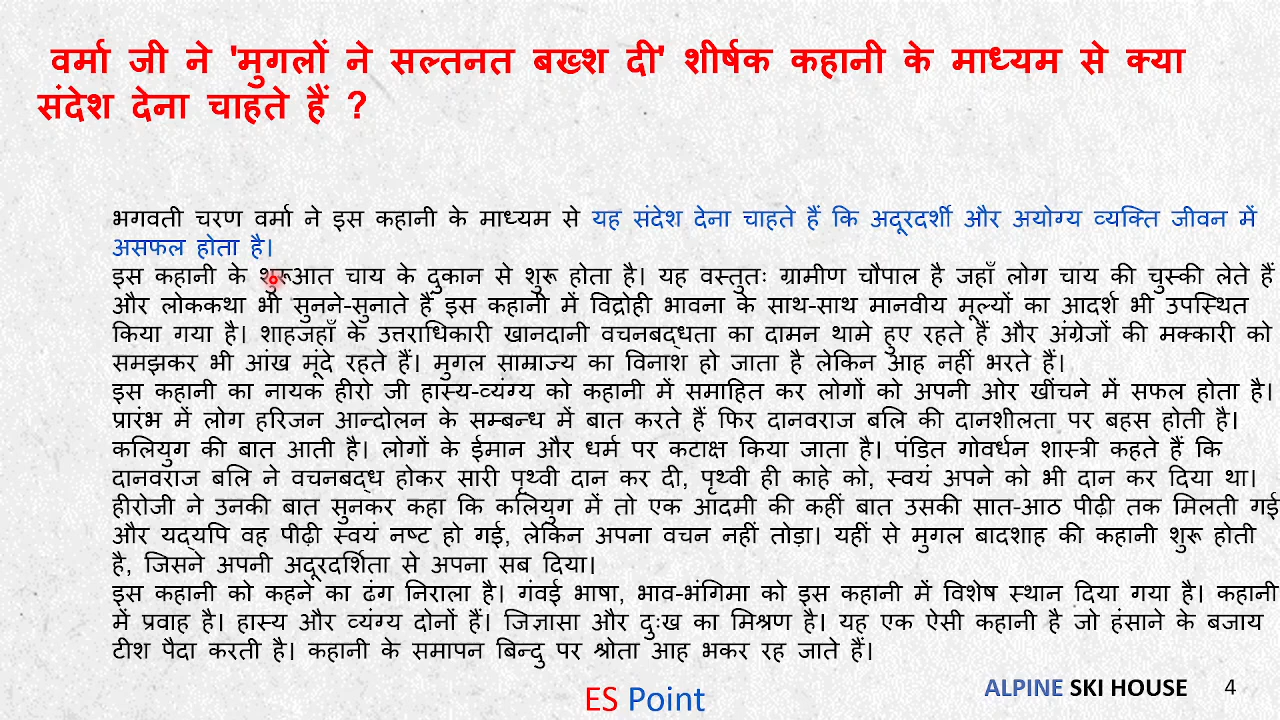 वर्मा जी ने 'मुगलों ने सल्तनत बख्श दी' शीर्षक कहानी के माध्यम से क्या
संदेश देना चाहते हैं ?
भगवती चरण वर्मा ने इस कहानी के माध्यम से यह संदेश देना चाहते हैं कि अदूरदर्शी और अयोग्य व्यक्ति जीवन में
असफल होता है।
इस कहानी के शुरूआत चाय के दुकान से शुरू होता है। यह वस्तुतः ग्रामीण चौपाल है जहाँ लोग चाय की चुस्की लेते हैं
और लोककथा भी सुनने-सुनाते हैं इस कहानी में विद्रोही भावना के साथ-साथ मानवीय मूल्यों का आदर्श भी उपस्थित
किया गया है। शाहजहाँ के उत्तराधिकारी खानदानी वचनबद्धता का दामन थामे हुए रहते हैं और अंग्रेजों की मक्कारी को
समझकर भी आंख मूंदे रहते हैं। मुगल साम्राज्य का विनाश हो जाता है लेकिन आह नहीं भरते हैं।
इस कहानी का नायक हीरो जी हास्य-व्यंग्य को कहानी में समाहित कर लोगों को अपनी ओर खींचने में सफल होता है।
प्रारंभ में लोग हरिजन आन्दोलन के सम्बन्ध में बात करते हैं फिर दानवराज बलि की दानशीलता पर बहस होती है।
कलियुग की बात आती है। लोगों के ईमान और धर्म पर कटाक्ष किया जाता है। पंडित गोवर्धन शास्त्री कहते हैं कि
दानवराज बलि ने वचनबद्ध होकर सारी पृथ्वी दान कर दी, पृथ्वी ही काहे को, स्वयं अपने को भी दान कर दिया था।
हीरोजी ने उनकी बात सुनकर कहा कि कलियुग में तो एक आदमी की कहीं बात उसकी सात-आठ पीढ़ी तक मिलती गई
और यद्यपि वह पीढ़ी स्वयं नष्ट हो गई, लेकिन अपना वचन नहीं तोड़ा। यहीं से मुगल बादशाह की कहानी शुरू होती
है, जिसने अपनी अदूरदर्शिता से अपना सब दिया।
इस कहानी को कहने का ढंग निराला है। गंवई भाषा, भाव-भंगिमा को इस कहानी में विशेष स्थान दिया गया है। कहानी
में प्रवाह है। हास्य और व्यंग्य दोनों हैं। जिज्ञासा और दुःख का मिश्रण है। यह एक ऐसी कहानी है जो हंसाने के बजाय
टीश पैदा करती है। कहानी के समापन बिन्दु पर श्रोता आह भकर रह जाते हैं।
ES Point
ALPINE SKI HOUSE 4